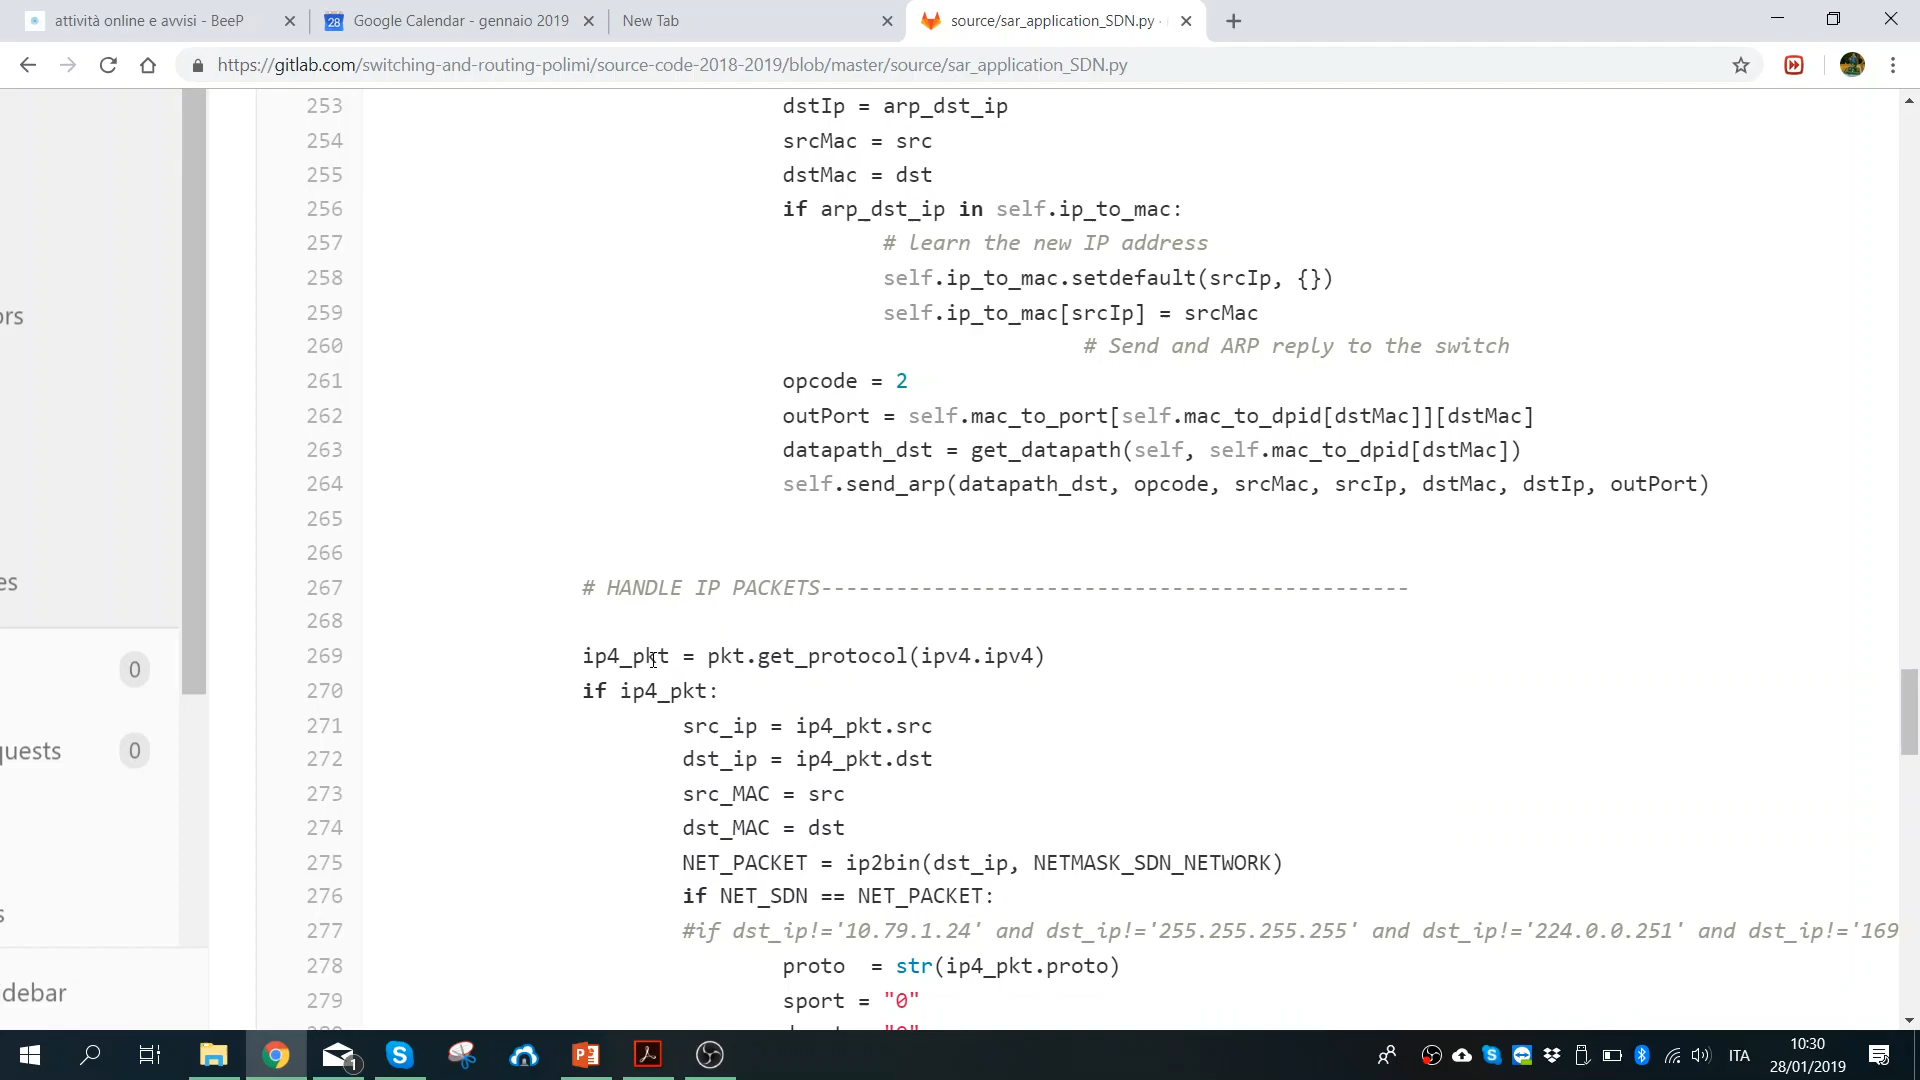 attività online e avvisi - BeeP
28 Google Calendar - gennaio 2019
New Tab
source/sar_application_SDN.py ·
https://gitlab.com/switching-and-routing-polimi/source-code-2018-2019/blob/master/source/sar_application_SDN.py
253 dstIp = arp_dst_ip
254 srcMac = src
255 dstMac = dst
256 if arp_dst_ip in self.ip_to_mac:
257 # learn the new IP address
258 self.ip_to_mac.setdefault(srcIp, {})
259 self.ip_to_mac[srcIp] = srcMac
260 # Send and ARP reply to the switch
261 opcode = 2
262 outPort = self.mac_to_port[self.mac_to_dpid[dstMac]][dstMac]
263 datapath_dst = get_datapath(self, self.mac_to_dpid[dstMac])
264 self.send_arp(datapath_dst, opcode, srcMac, srcIp, dstMac, dstIp, outPort)
265
266
267 # HANDLE IP PACKETS-----------------------------------------------
268
269 ip4_pkt = pkt.get_protocol(ipv4.ipv4)
270 if ip4_pkt:
271 src_ip = ip4_pkt.src
272 dst_ip = ip4_pkt.dst
273 src_MAC = src
274 dst_MAC = dst
275 NET_PACKET = ip2bin(dst_ip, NETMASK_SDN_NETWORK)
276 if NET_SDN == NET_PACKET:
277 #if dst_ip!='10.79.1.24' and dst_ip!='255.255.255.255' and dst_ip!='224.0.0.251' and dst_ip!='169
278 proto  = str(ip4_pkt.proto)
279 sport = "0"
ors
es
0
quests 0
s
debar
1
ITA
10:30
28/01/2019